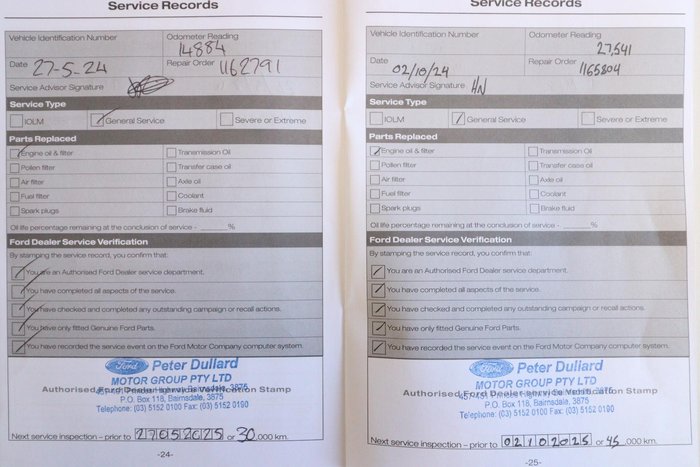 Service Records
Vehicle Identification Number
Odometer Reading
14884
Date 27-5-24
Repair Order 1162791
Service Advisor Signature
Service Type
IOLM
General Service
Severe or Extreme
Parts Replaced
Engine oil & filter
Transmission Oil
Pollen filter
Transfer case oil
Air filter
Axle oil
Fuel filter
Coolant
Spark plugs
Brake fluid
Oil life percentage remaining at the conclusion of service - ______%
Ford Dealer Service Verification
By stamping the service record, you confirm that:
You are an Authorised Ford Dealer service department.
You have completed all aspects of the service.
You have checked and completed any outstanding campaign or recall actions.
You have only fitted Genuine Ford Parts.
You have recorded the service event on the Ford Motor Company computer system.
Ford Peter Dullard
MOTOR GROUP PTY LTD
Authorised Ford Dealer Service Verification Stamp
P.O. Box 118, Bairnsdale, 3875
Telephone: (03) 5152 0100 Fax: (03) 5152 0190
Next service inspection – prior to 27052025 or 30,000 km.
-24-
Service Records
Vehicle Identification Number
Odometer Reading
27,541
Date 02/10/24
Repair Order 1165804
Service Advisor Signature HN
Service Type
IOLM
General Service
Severe or Extreme
Parts Replaced
Engine oil & filter
Transmission Oil
Pollen filter
Transfer case oil
Air filter
Axle oil
Fuel filter
Coolant
Spark plugs
Brake fluid
Oil life percentage remaining at the conclusion of service - ______%
Ford Dealer Service Verification
By stamping the service record, you confirm that:
You are an Authorised Ford Dealer service department.
You have completed all aspects of the service.
You have checked and completed any outstanding campaign or recall actions.
You have only fitted Genuine Ford Parts.
You have recorded the service event on the Ford Motor Company computer system.
Ford Peter Dullard
MOTOR GROUP PTY LTD
Authorised Ford Dealer Service Verification Stamp
P.O. Box 118, Bairnsdale, 3875
Telephone: (03) 5152 0100 Fax: (03) 5152 0190
Next service inspection – prior to 02102025 or 45,000 km.
-25-